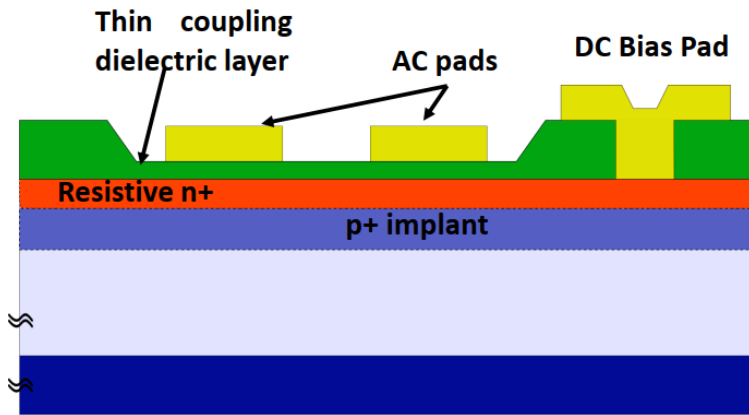 Thin coupling
dielectric layer
AC pads
DC Bias Pad
Resistive n+
p+ implant